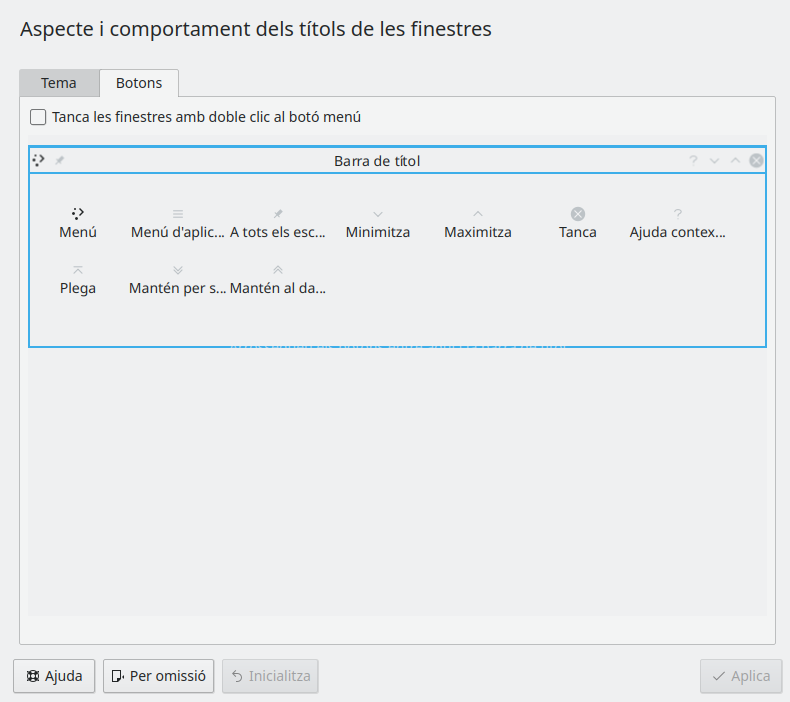 Aspecte i comportament dels títols de les finestres
Tema Botons
Tanca les finestres amb doble clic al botó menú
Barra de títol
Menú Menú d'aplic... A tots els esc... Minimitza Maximitza Tanca Ajuda contex...
Plega Mantén per s... Mantén al da...
Ajuda Per omissió Inicialitza Aplica